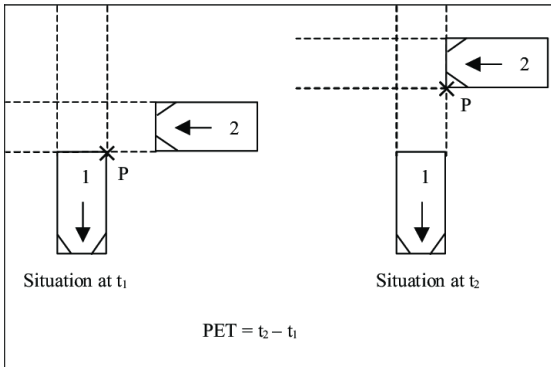 2
P
1
Situation at t1
2
P
1
Situation at t2
PET = t2 – t1